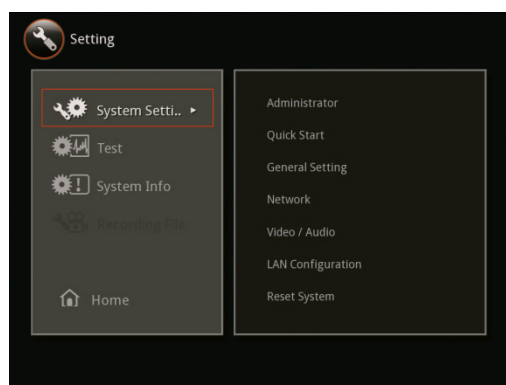 Setting
System Setti..
Test
System Info
Recording File
Home
Administrator
Quick Start
General Setting
Network
Video / Audio
LAN Configuration
Reset System